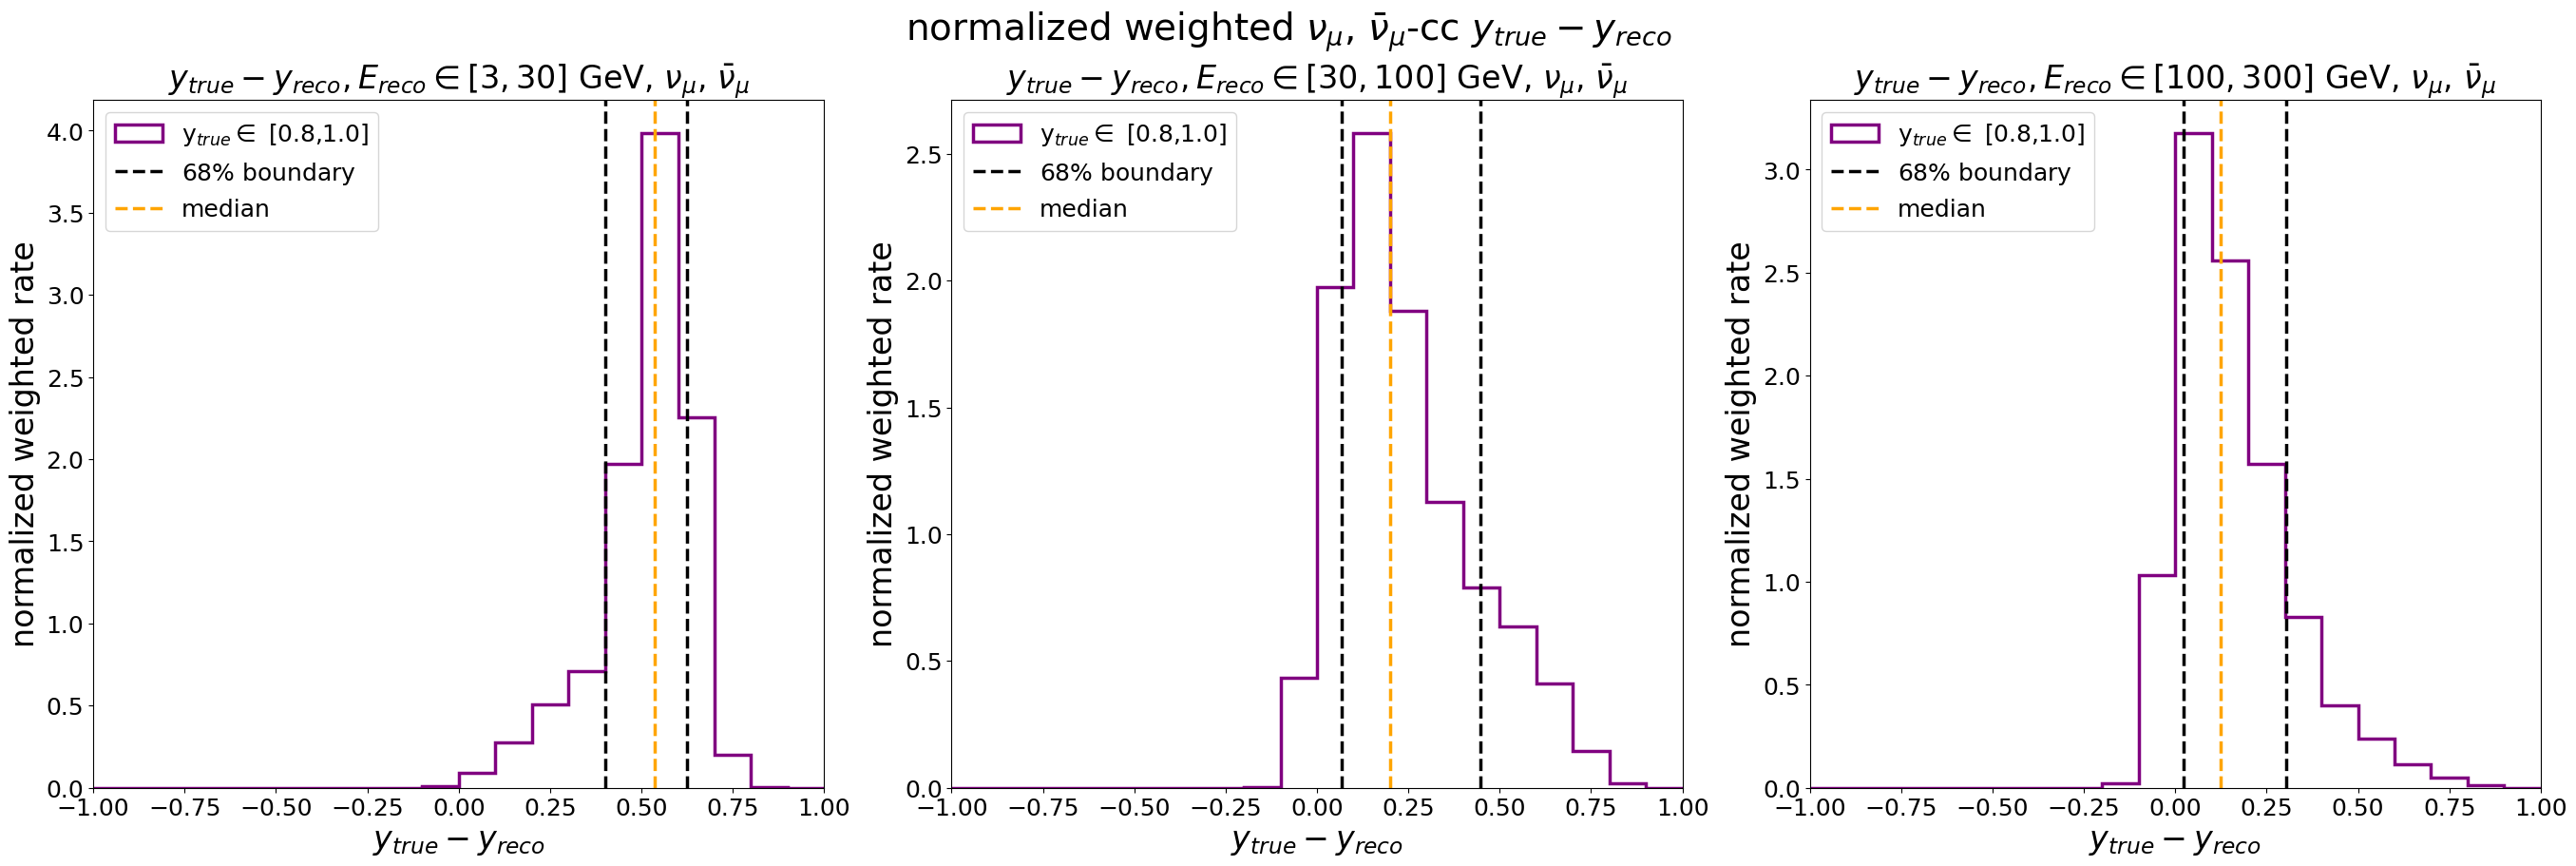 normalized weighted ν_μ, ν̄_μ-cc y_true − y_reco
y_true − y_reco, E_reco ∈ [3, 30] GeV, ν_μ, ν̄_μ
y_true ∈ [0.8,1.0]
68% boundary
median
normalized weighted rate
4.0
3.5
3.0
2.5
2.0
1.5
1.0
0.5
0.0
−1.00 −0.75 −0.50 −0.25 0.00 0.25 0.50 0.75 1.00
y_true − y_reco
y_true − y_reco, E_reco ∈ [30, 100] GeV, ν_μ, ν̄_μ
y_true ∈ [0.8,1.0]
68% boundary
median
normalized weighted rate
2.5
2.0
1.5
1.0
0.5
0.0
−1.00 −0.75 −0.50 −0.25 0.00 0.25 0.50 0.75 1.00
y_true − y_reco
y_true − y_reco, E_reco ∈ [100, 300] GeV, ν_μ, ν̄_μ
y_true ∈ [0.8,1.0]
68% boundary
median
normalized weighted rate
3.0
2.5
2.0
1.5
1.0
0.5
0.0
−1.00 −0.75 −0.50 −0.25 0.00 0.25 0.50 0.75 1.00
y_true − y_reco